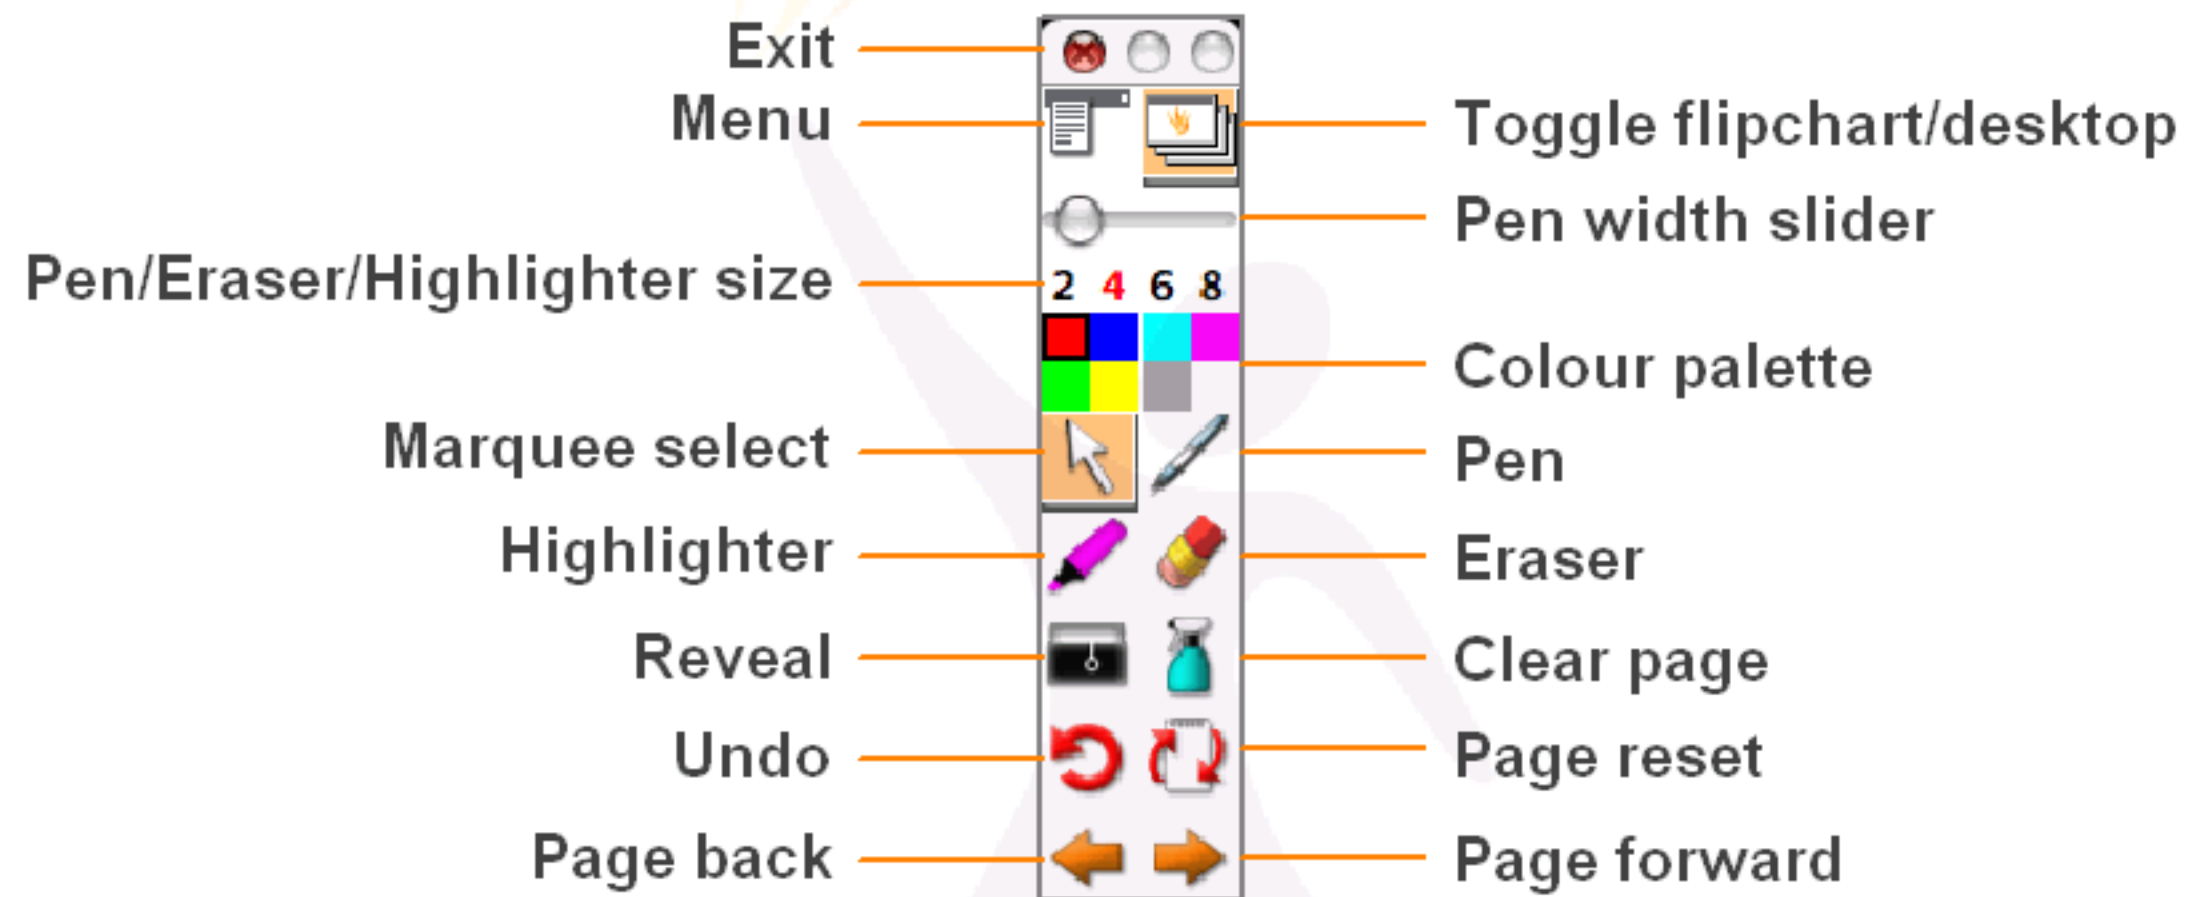 Exit
Menu
Toggle flipchart/desktop
Pen width slider
Pen/Eraser/Highlighter size
2 4 6 8
Colour palette
Marquee select
Pen
Highlighter
Eraser
Reveal
Clear page
Undo
Page reset
Page back
Page forward